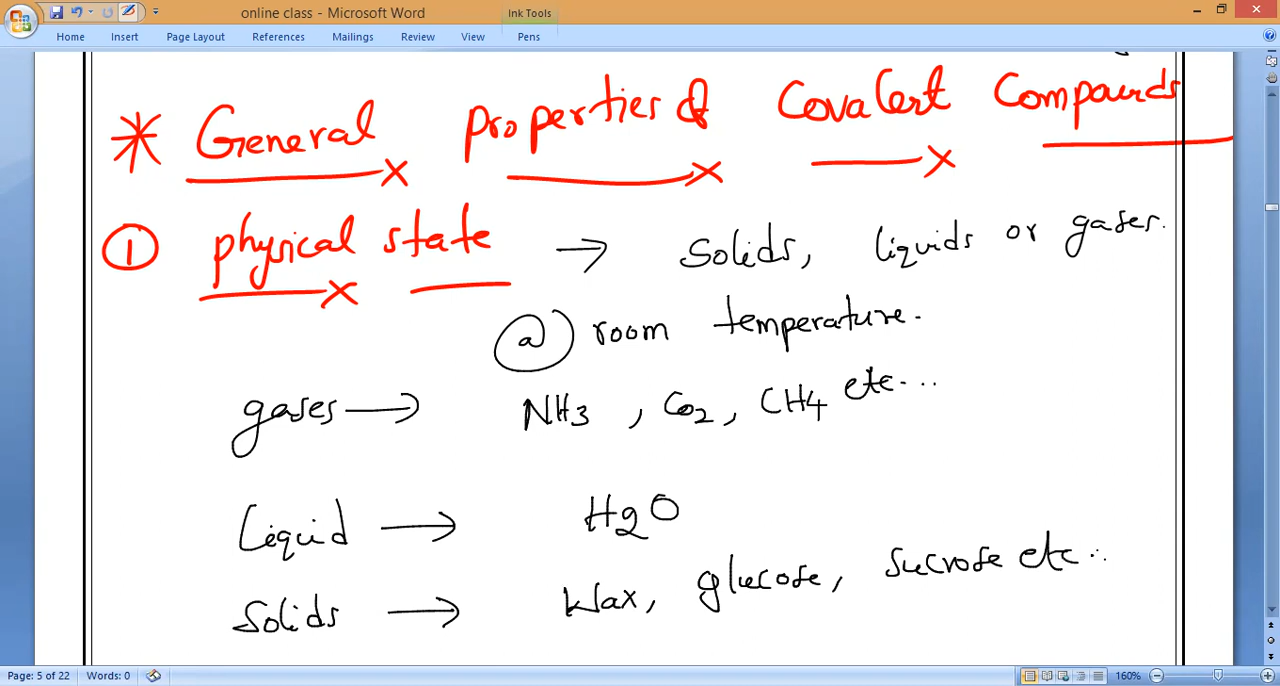 online class - Microsoft Word
Ink Tools
Home Insert Page Layout References Mailings Review View Pens
* General properties of Covalent Compounds
① physical state → Solids, liquids or gases.
@ room temperature.
gases → NH3, CO2, CH4 etc...
Liquid → H2O
Solids → Wax, glucose, sucrose etc...
Page: 5 of 22 Words: 0 160%